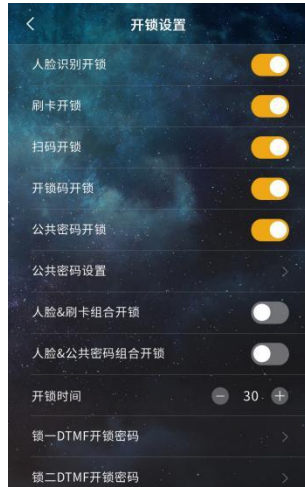 开锁设置
人脸识别开锁
刷卡开锁
扫码开锁
开锁码开锁
公共密码开锁
公共密码设置
人脸&刷卡组合开锁
人脸&公共密码组合开锁
开锁时间 30
锁一DTMF开锁密码
锁二DTMF开锁密码